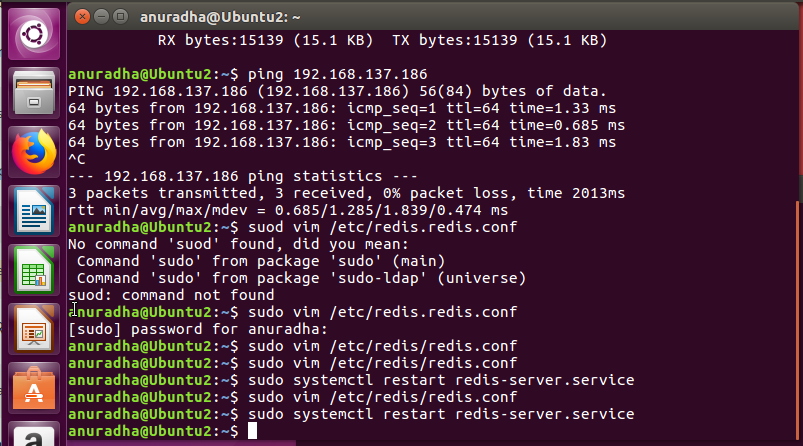 anuradha@Ubuntu2: ~
RX bytes:15139 (15.1 KB)  TX bytes:15139 (15.1 KB)
anuradha@Ubuntu2:~$ ping 192.168.137.186
PING 192.168.137.186 (192.168.137.186) 56(84) bytes of data.
64 bytes from 192.168.137.186: icmp_seq=1 ttl=64 time=1.33 ms
64 bytes from 192.168.137.186: icmp_seq=2 ttl=64 time=0.685 ms
64 bytes from 192.168.137.186: icmp_seq=3 ttl=64 time=1.83 ms
^C
--- 192.168.137.186 ping statistics ---
3 packets transmitted, 3 received, 0% packet loss, time 2013ms
rtt min/avg/max/mdev = 0.685/1.285/1.839/0.474 ms
anuradha@Ubuntu2:~$ suod vim /etc/redis.redis.conf
No command 'suod' found, did you mean:
 Command 'sudo' from package 'sudo' (main)
 Command 'sudo' from package 'sudo-ldap' (universe)
suod: command not found
anuradha@Ubuntu2:~$ sudo vim /etc/redis.redis.conf
[sudo] password for anuradha:
anuradha@Ubuntu2:~$ sudo vim /etc/redis/redis.conf
anuradha@Ubuntu2:~$ sudo vim /etc/redis/redis.conf
anuradha@Ubuntu2:~$ sudo systemctl restart redis-server.service
anuradha@Ubuntu2:~$ sudo vim /etc/redis/redis.conf
anuradha@Ubuntu2:~$ sudo systemctl restart redis-server.service
anuradha@Ubuntu2:~$